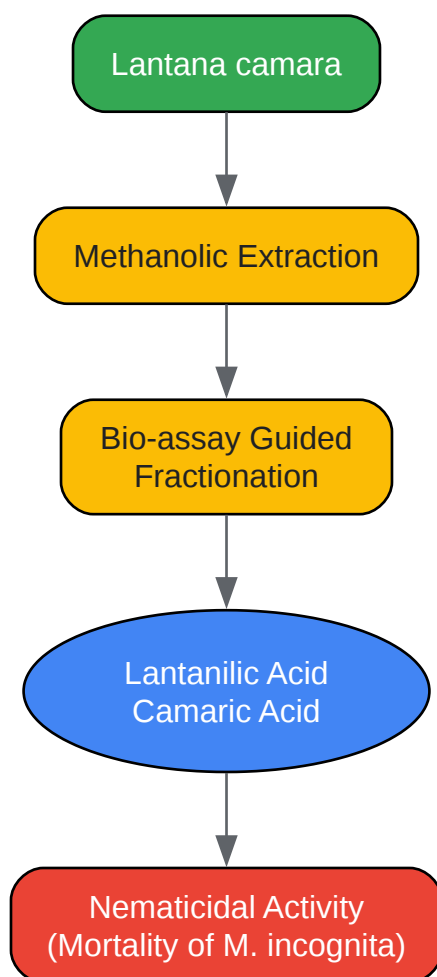 Lantana camara
Methanolic Extraction
Bio-assay Guided
Fractionation
Lantanilic Acid
Camaric Acid
Nematicidal Activity
(Mortality of M. incognita)